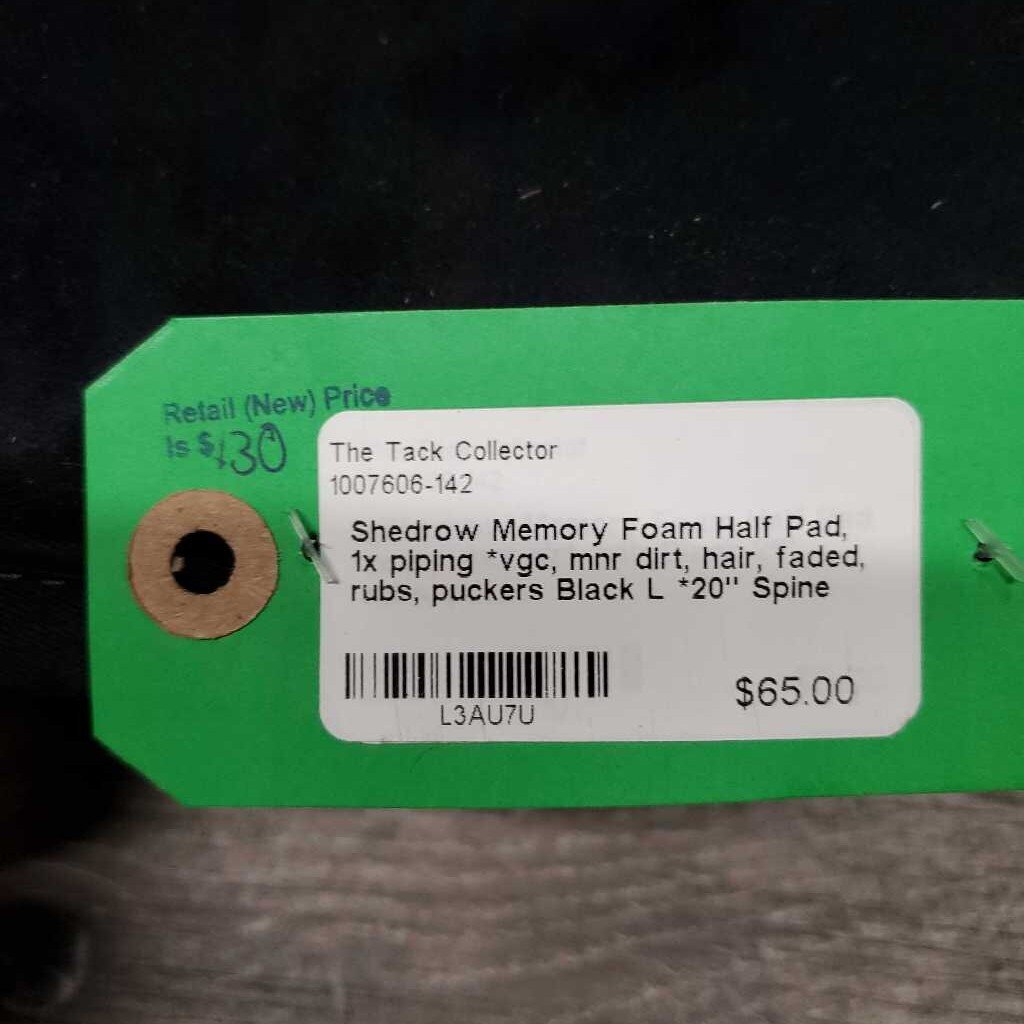 Retail (New) Price
Is $130
The Tack Collector
1007606-142
Shedrow Memory Foam Half Pad,
1x piping *vgc, mnr dirt, hair, faded,
rubs, puckers Black L *20" Spine
L3AU7U
$65.00